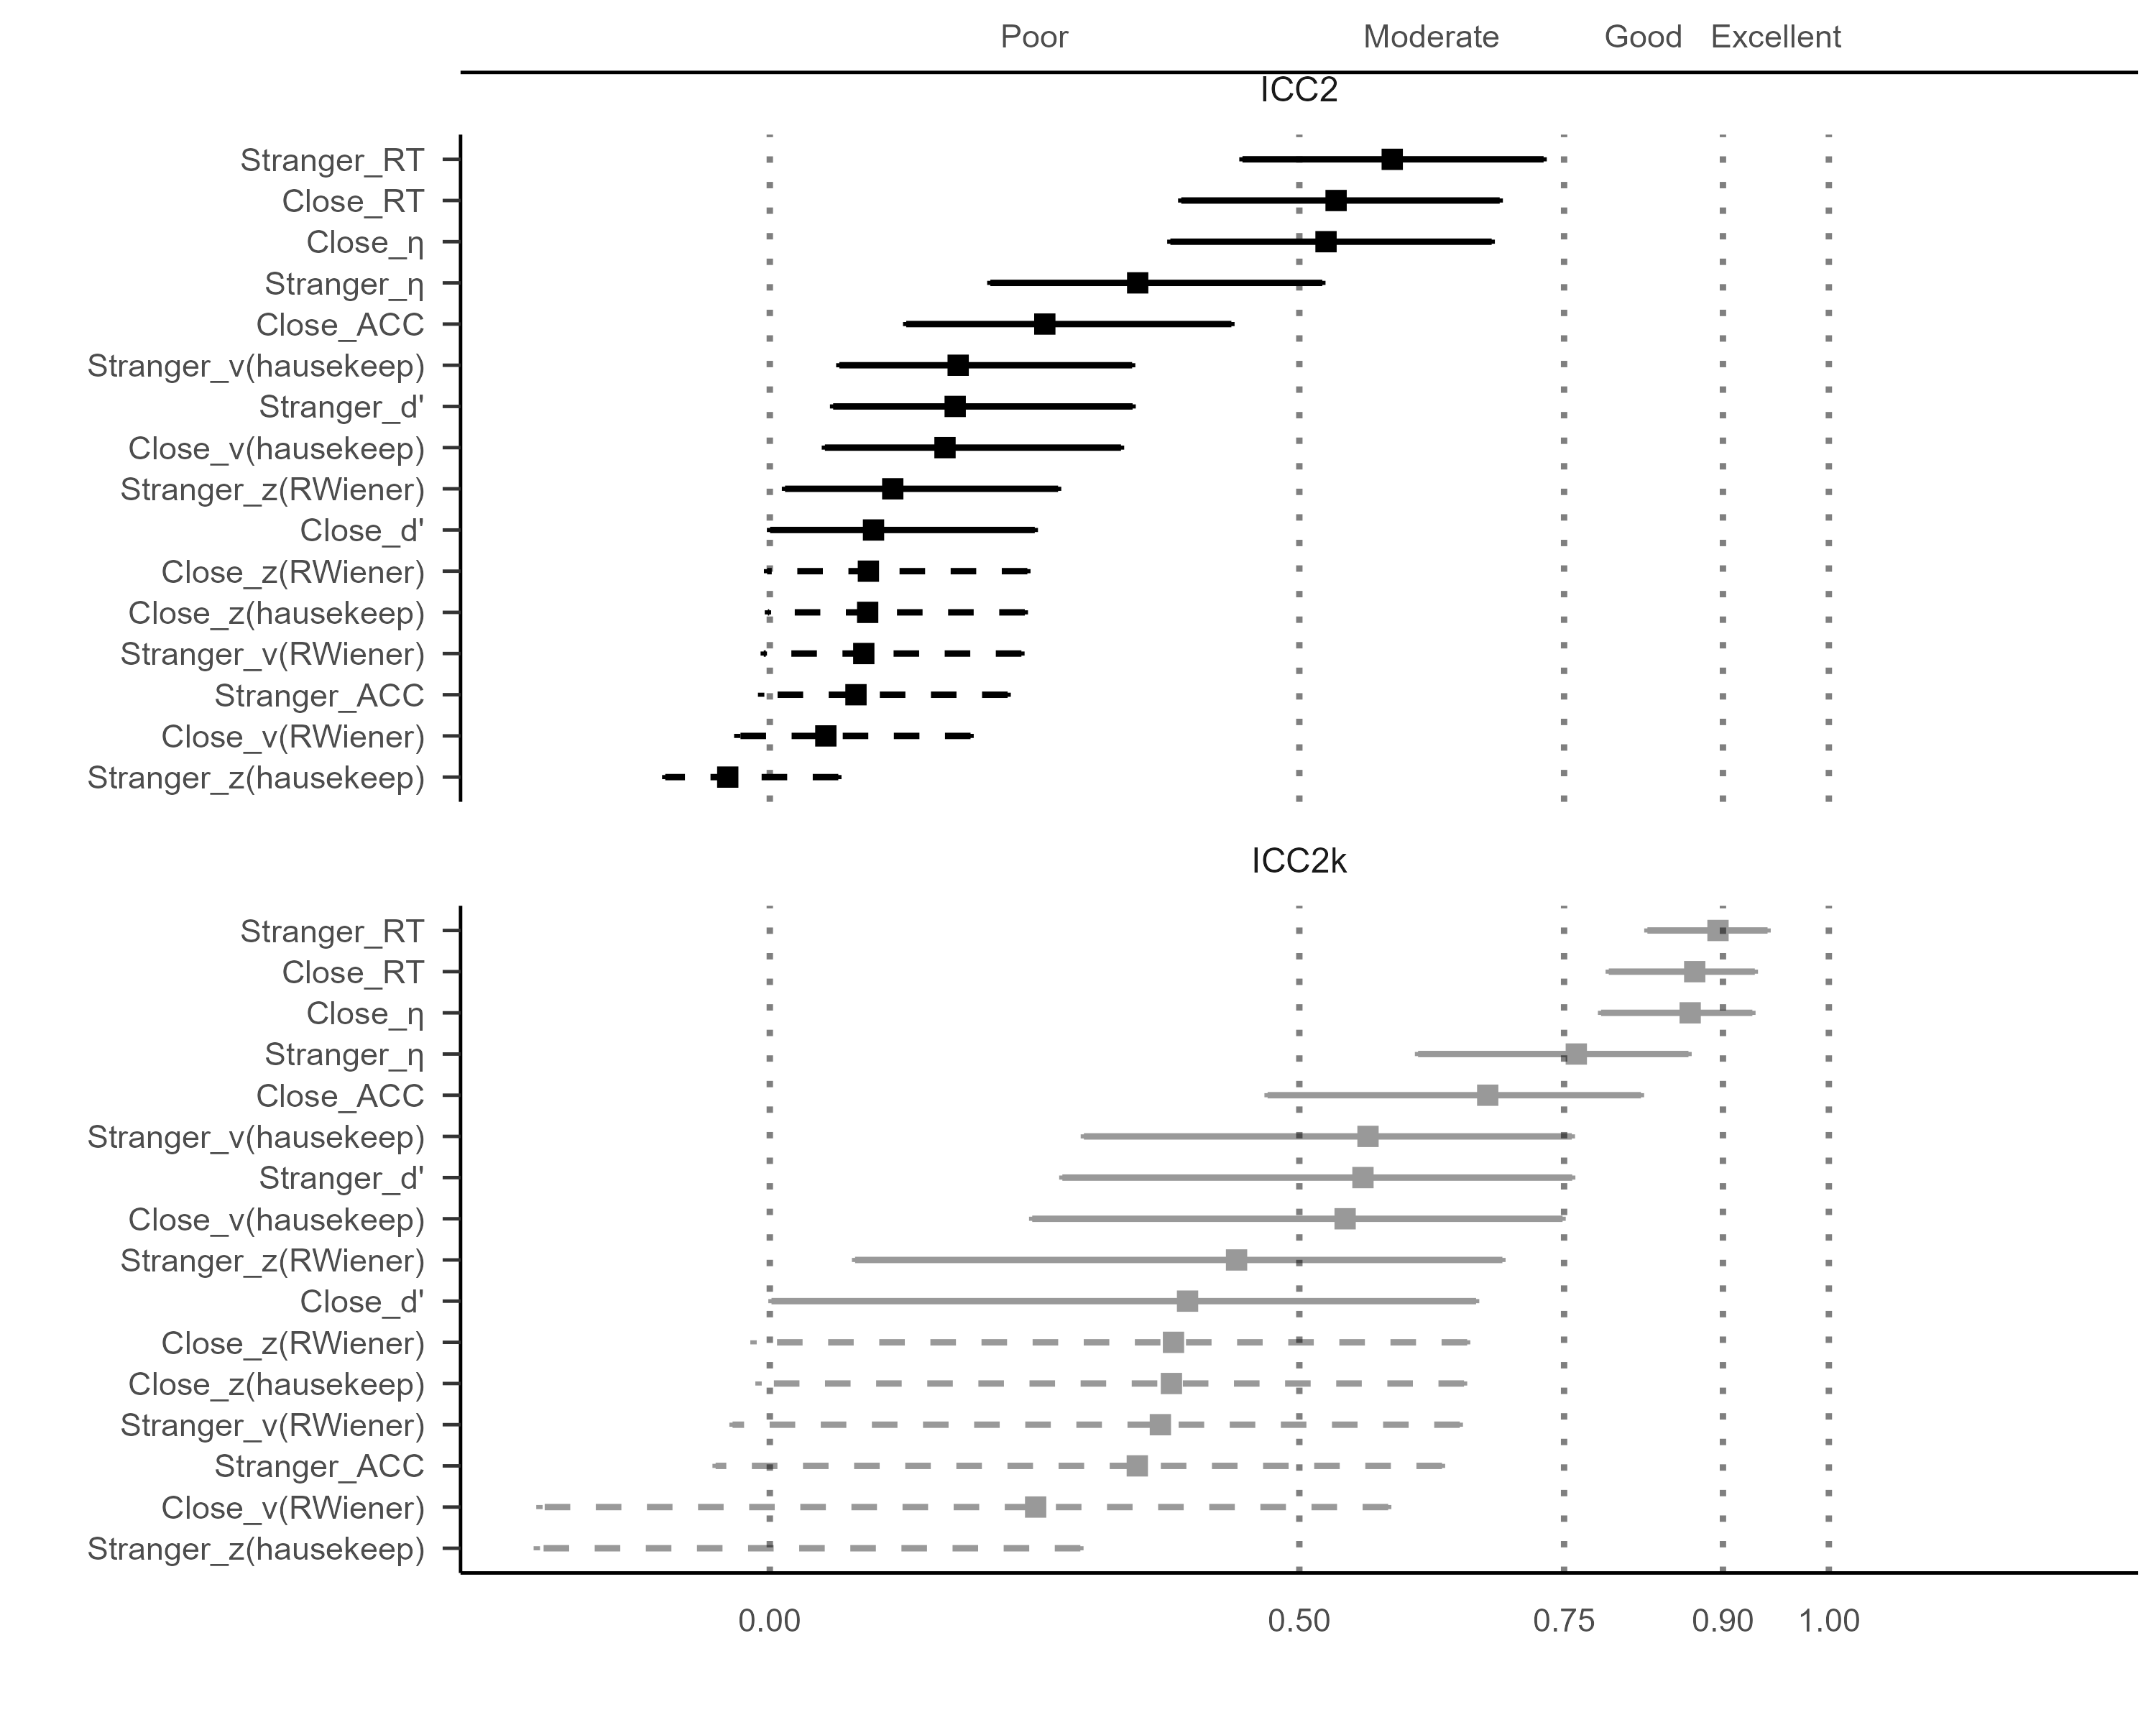 Poor Moderate Good Excellent
ICC2
Stranger_RT
Close_RT
Close_η
Stranger_η
Close_ACC
Stranger_v(hausekeep)
Stranger_d'
Close_v(hausekeep)
Stranger_z(RWiener)
Close_d'
Close_z(RWiener)
Close_z(hausekeep)
Stranger_v(RWiener)
Stranger_ACC
Close_v(RWiener)
Stranger_z(hausekeep)
ICC2k
Stranger_RT
Close_RT
Close_η
Stranger_η
Close_ACC
Stranger_v(hausekeep)
Stranger_d'
Close_v(hausekeep)
Stranger_z(RWiener)
Close_d'
Close_z(RWiener)
Close_z(hausekeep)
Stranger_v(RWiener)
Stranger_ACC
Close_v(RWiener)
Stranger_z(hausekeep)
0.00 0.50 0.75 0.90 1.00